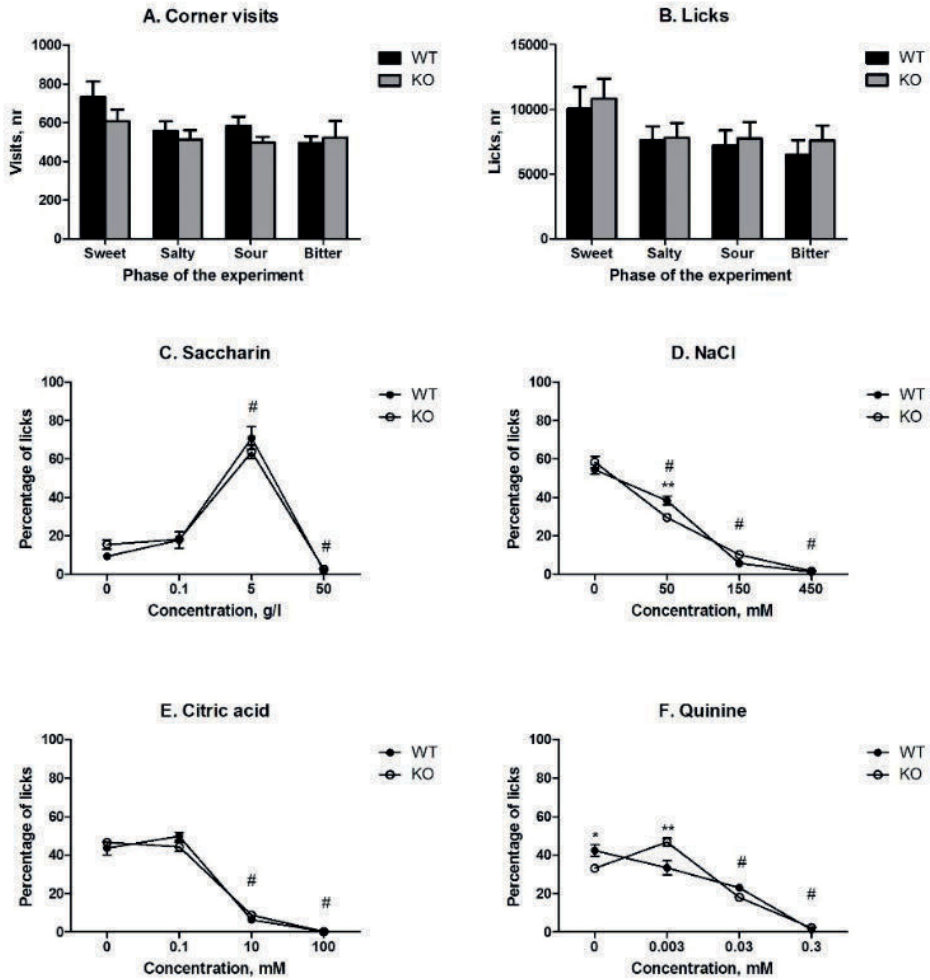 A. Corner visits
1000
800
600
400
200
0
Visits, nr
WT
KO
Sweet Salty Sour Bitter
Phase of the experiment
B. Licks
15000
10000
5000
0
Licks, nr
WT
KO
Sweet Salty Sour Bitter
Phase of the experiment
C. Saccharin
100
80
60
40
20
0
Percentage of licks
#
#
WT
KO
0 0.1 5 50
Concentration, g/l
D. NaCl
100
80
60
40
20
0
Percentage of licks
#
**
#
#
WT
KO
0 50 150 450
Concentration, mM
E. Citric acid
100
80
60
40
20
0
Percentage of licks
#
#
WT
KO
0 0.1 10 100
Concentration, mM
F. Quinine
100
80
60
40
20
0
Percentage of licks
*
**
#
#
WT
KO
0 0.003 0.03 0.3
Concentration, mM